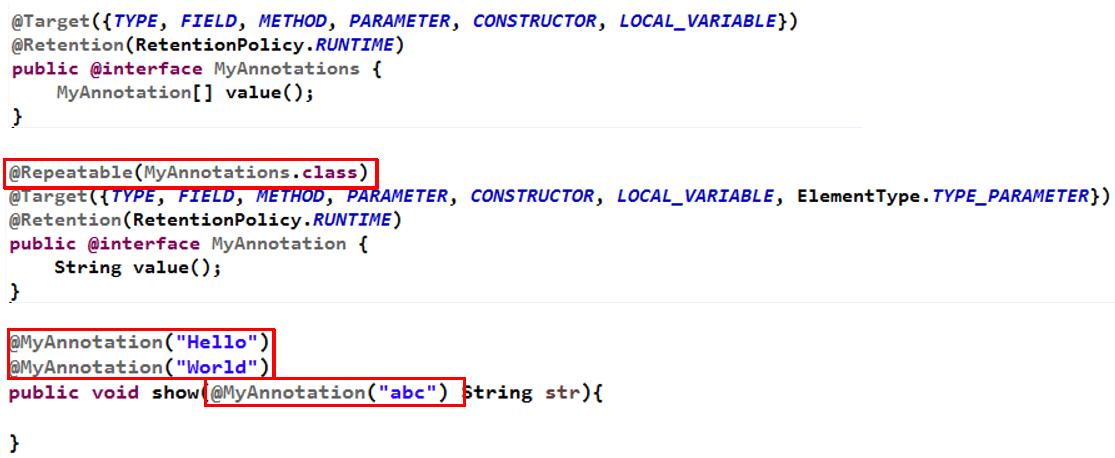 @Target({TYPE, FIELD, METHOD, PARAMETER, CONSTRUCTOR, LOCAL_VARIABLE})
@Retention(RetentionPolicy.RUNTIME)
public @interface MyAnnotations {
    MyAnnotation[] value();
}
@Repeatable(MyAnnotations.class)
@Target({TYPE, FIELD, METHOD, PARAMETER, CONSTRUCTOR, LOCAL_VARIABLE, ElementType.TYPE_PARAMETER})
@Retention(RetentionPolicy.RUNTIME)
public @interface MyAnnotation {
    String value();
}
@MyAnnotation("Hello")
@MyAnnotation("World")
public void show(@MyAnnotation("abc") String str){
}